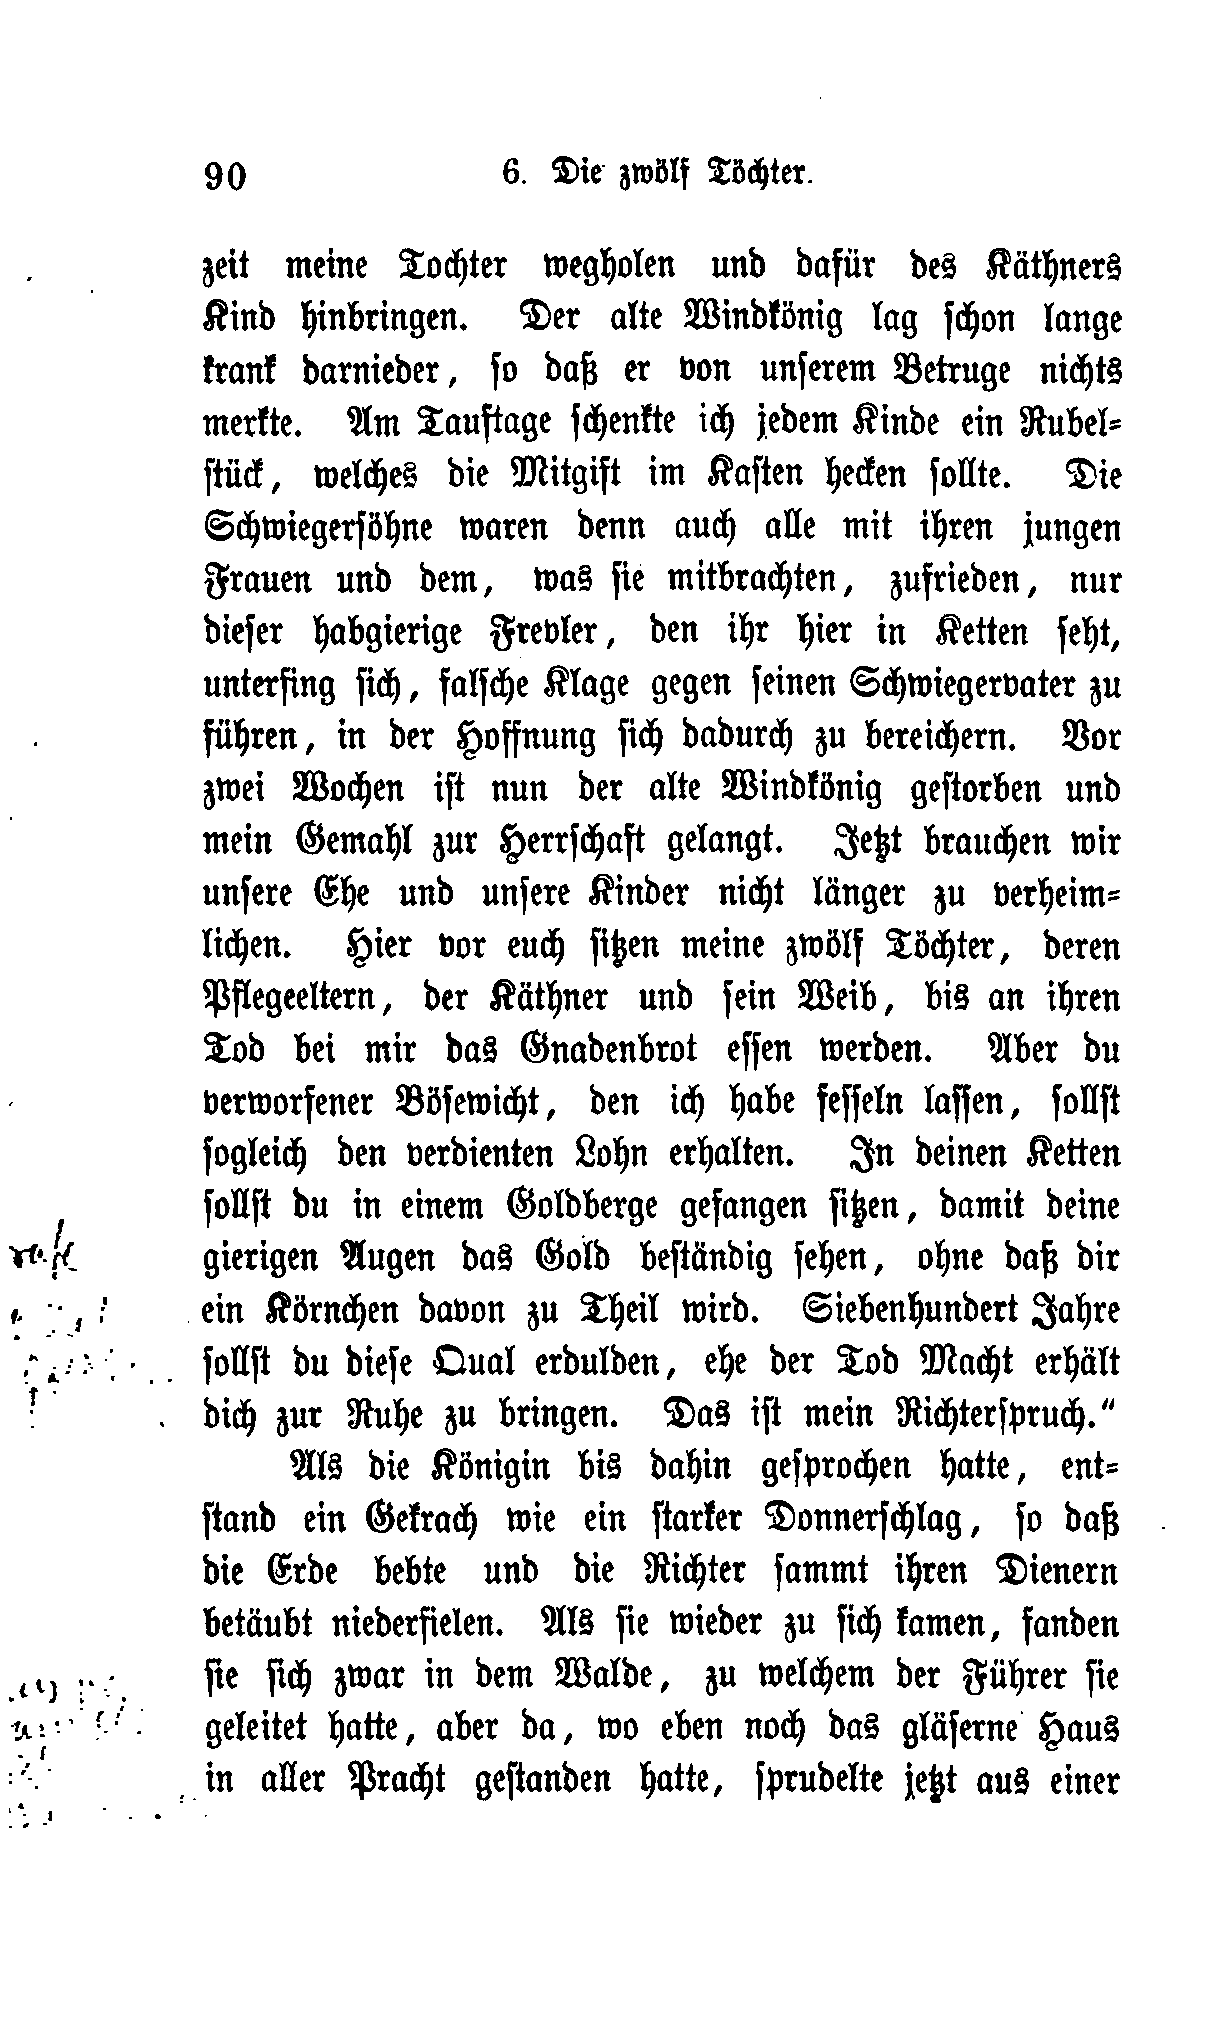 90 6. Die zwölf Töchter.
zeit meine Tochter wegholen und dafür des Käthners
Kind hinbringen. Der alte Windkönig lag schon lange
krank darnieder, so daß er von unserem Betruge nichts
merkte. Am Tauftage schenkte ich jedem Kinde ein Rubel-
stück, welches die Mitgift im Kasten hecken sollte. Die
Schwiegersöhne waren denn auch alle mit ihren jungen
Frauen und dem, was sie mitbrachten, zufrieden, nur
dieser habgierige Frevler, den ihr hier in Ketten seht,
unterfing sich, falsche Klage gegen seinen Schwiegervater zu
führen, in der Hoffnung sich dadurch zu bereichern. Vor
zwei Wochen ist nun der alte Windkönig gestorben und
mein Gemahl zur Herrschaft gelangt. Jetzt brauchen wir
unsere Ehe und unsere Kinder nicht länger zu verheim-
lichen. Hier vor euch sitzen meine zwölf Töchter, deren
Pflegeeltern, der Käthner und sein Weib, bis an ihren
Tod bei mir das Gnadenbrot essen werden. Aber du
verworfener Bösewicht, den ich habe fesseln lassen, sollst
sogleich den verdienten Lohn erhalten. In deinen Ketten
sollst du in einem Goldberge gefangen sitzen, damit deine
gierigen Augen das Gold beständig sehen, ohne daß dir
ein Körnchen davon zu Theil wird. Siebenhundert Jahre
sollst du diese Qual erdulden, ehe der Tod Macht erhält
dich zur Ruhe zu bringen. Das ist mein Richterspruch.“
Als die Königin bis dahin gesprochen hatte, ent-
stand ein Gekrach wie ein starker Donnerschlag, so daß
die Erde bebte und die Richter sammt ihren Dienern
betäubt niederfielen. Als sie wieder zu sich kamen, fanden
sie sich zwar in dem Walde, zu welchem der Führer sie
geleitet hatte, aber da, wo eben noch das gläserne Haus
in aller Pracht gestanden hatte, sprudelte jetzt aus einer